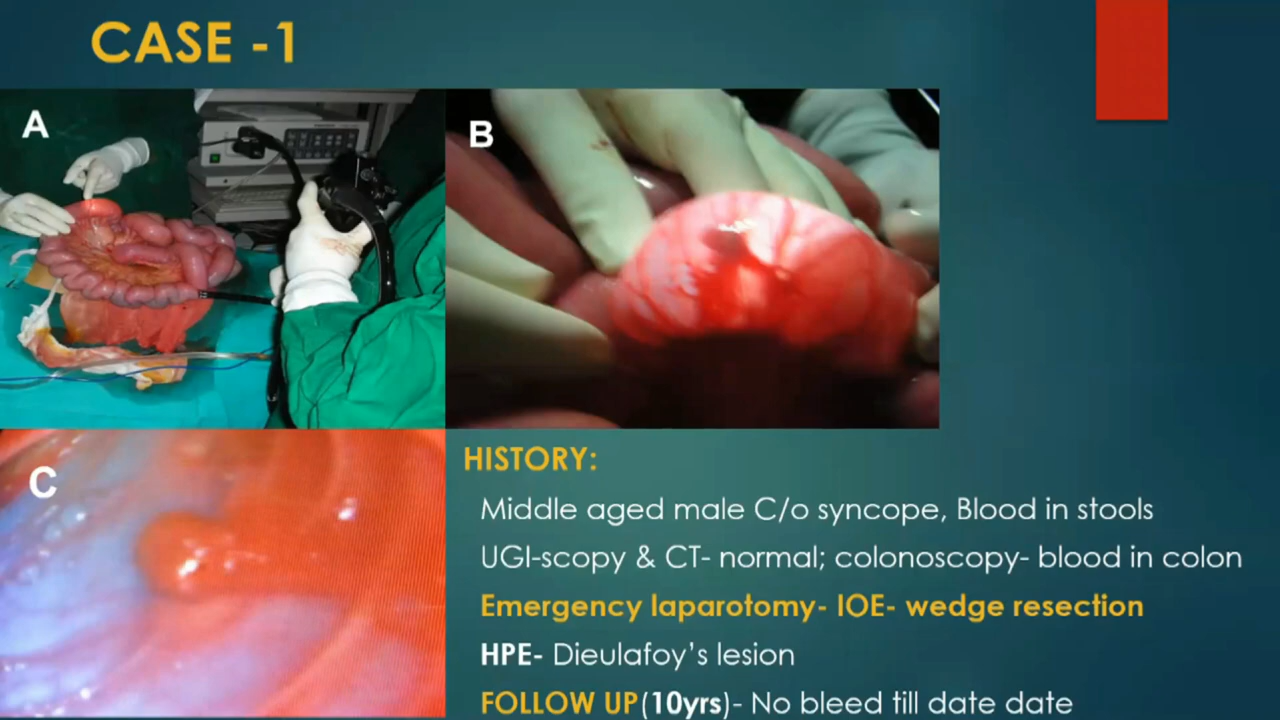 CASE -1
A
B
C
HISTORY:
Middle aged male C/o syncope, Blood in stools
UGI-scopy & CT- normal; colonoscopy- blood in colon
Emergency laparotomy- IOE- wedge resection
HPE- Dieulafoy's lesion
FOLLOW UP(10yrs)- No bleed till date date